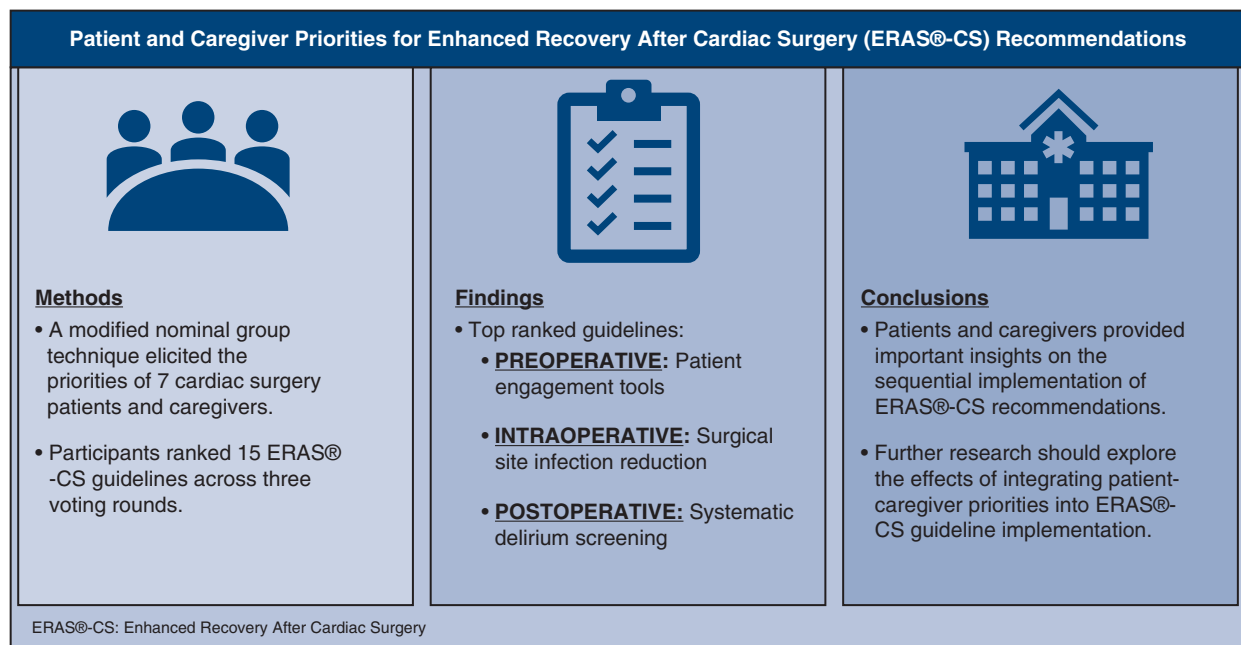 Patient and Caregiver Priorities for Enhanced Recovery After Cardiac Surgery (ERAS®-CS) Recommendations
Methods
• A modified nominal group
technique elicited the
priorities of 7 cardiac surgery
patients and caregivers.
• Participants ranked 15 ERAS®
-CS guidelines across three
voting rounds.
Findings
• Top ranked guidelines:
• PREOPERATIVE: Patient
engagement tools
• INTRAOPERATIVE: Surgical
site infection reduction
• POSTOPERATIVE: Systematic
delirium screening
Conclusions
• Patients and caregivers provided
important insights on the
sequential implementation of
ERAS®-CS recommendations.
• Further research should explore
the effects of integrating patient-
caregiver priorities into ERAS®-
CS guideline implementation.
ERAS®-CS: Enhanced Recovery After Cardiac Surgery